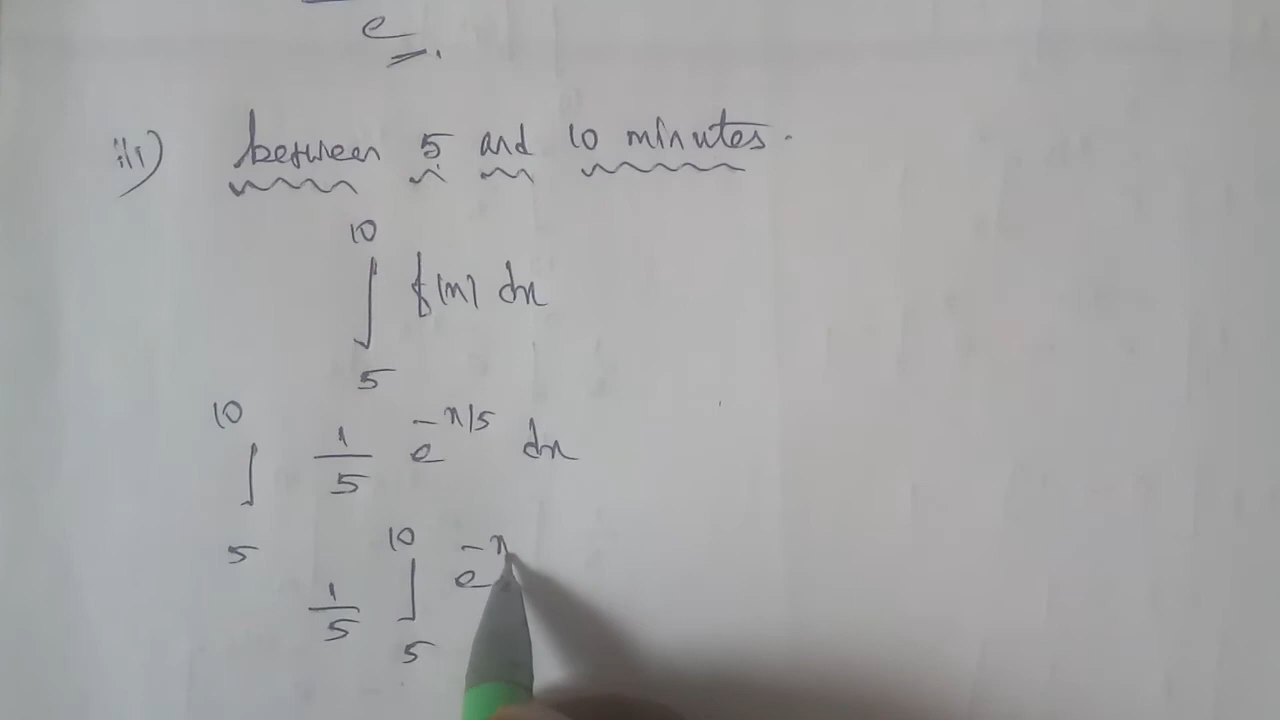 e
iii) between 5 and 10 minutes.
10
∫ f(x) dx
5
10
∫ 1/5 e^-x/5 dx
5
10
1/5 ∫ e^-x
5